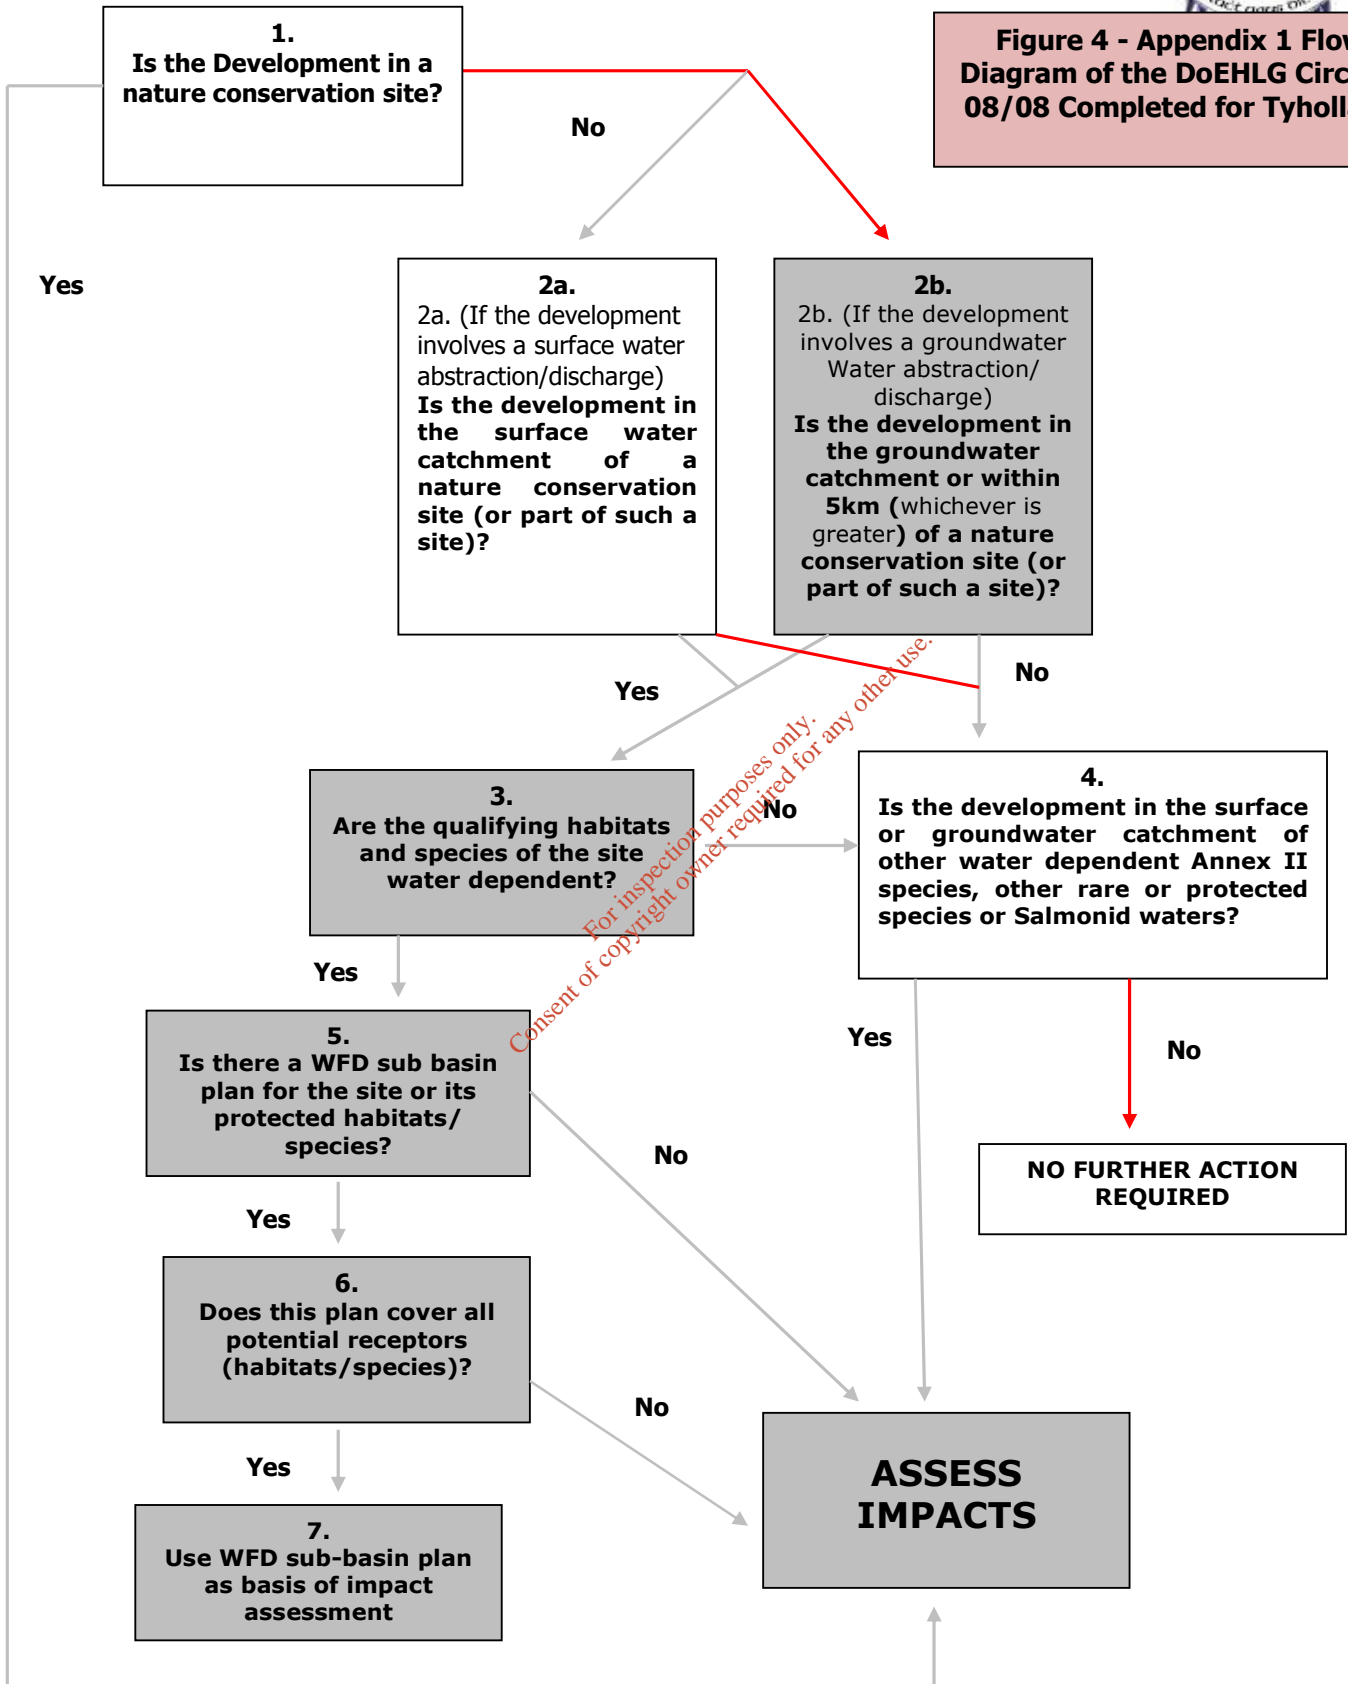 1.
Is the Development in a
nature conservation site?
Figure 4 - Appendix 1
Diagram of the DoEHLG
08/08 Completed for
No
Yes
2a.
2a. (If the development
involves a surface water
abstraction/discharge)
Is the development in
the surface water
catchment of a
nature conservation
site (or part of such a
site)?
2b.
2b. (If the development
involves a groundwater
Water abstraction/
discharge)
Is the development in
the groundwater
catchment or within
5km (whichever is
greater) of a nature
conservation site (or
part of such a site)?
Yes
No
For inspection purposes only.
Consent of copyright owner required for any other use.
3.
Are the qualifying habitats
and species of the site
water dependent?
No
4.
Is the development in the surface
or groundwater catchment of
other water dependent Annex II
species, other rare or protected
species or Salmonid waters?
Yes
5.
Is there a WFD sub basin
plan for the site or its
protected habitats/
species?
Yes
No
No
NO FURTHER ACTION
REQUIRED
Yes
6.
Does this plan cover all
potential receptors
(habitats/species)?
No
Yes
ASSESS
IMPACTS
7.
Use WFD sub-basin plan
as basis of impact
assessment